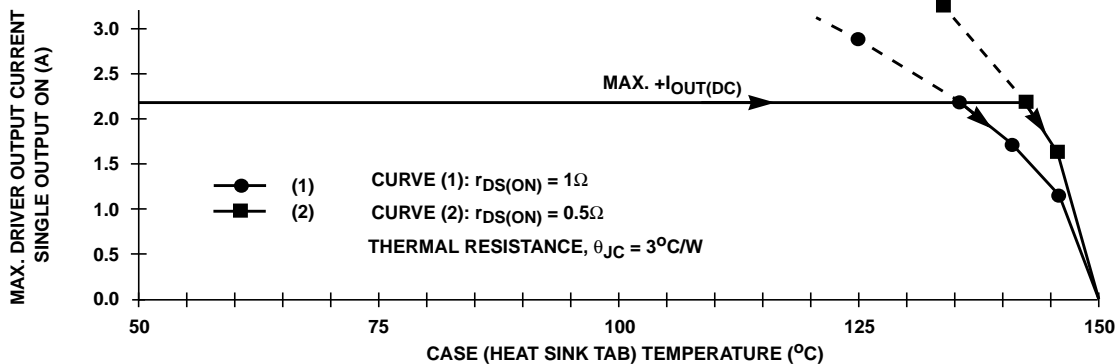 MAX. DRIVER OUTPUT CURRENT
SINGLE OUTPUT ON (A)
3.0
2.5
2.0
1.5
1.0
0.5
0.0
MAX. +IOUT(DC)
(1) CURVE (1): rDS(ON) = 1Ω
(2) CURVE (2): rDS(ON) = 0.5Ω
THERMAL RESISTANCE, θJC = 3°C/W
50 75 100 125 150
CASE (HEAT SINK TAB) TEMPERATURE (°C)